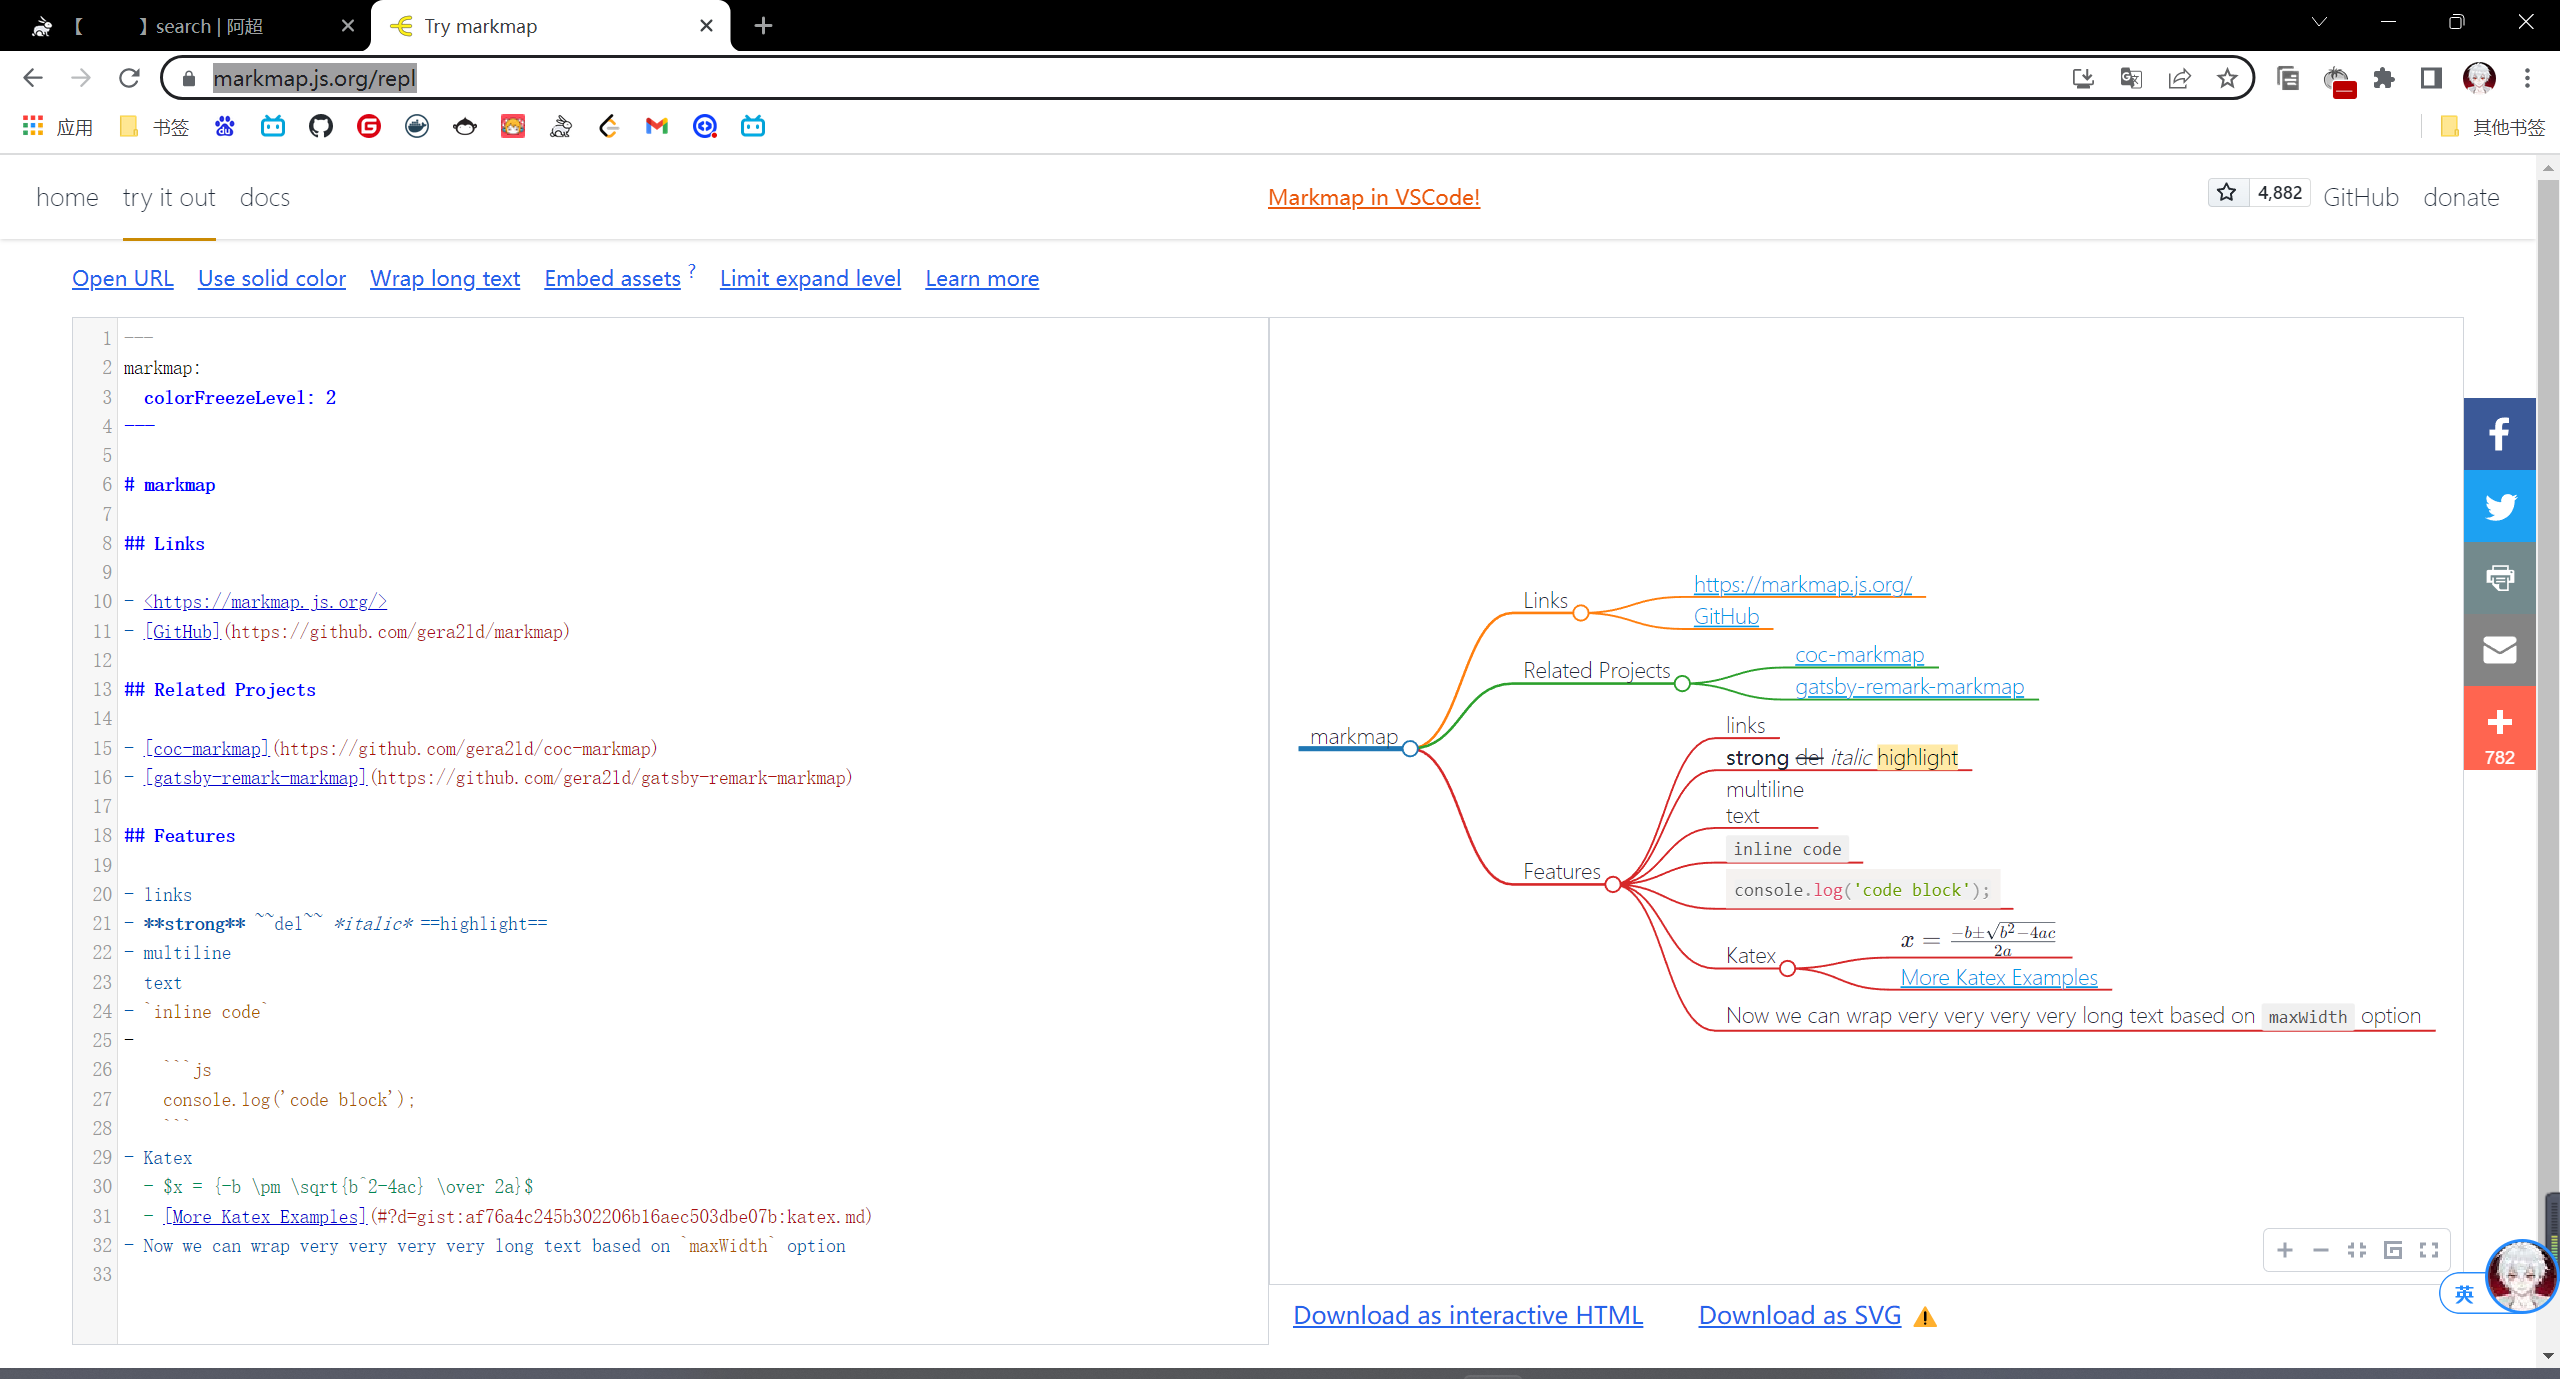 【 】search | 阿超
Try markmap
markmap.js.org/repl
应用
书签
其他书签
home try it out docs
Markmap in VSCode!
4,882 GitHub donate
Open URL Use solid color Wrap long text Embed assets ? Limit expand level Learn more
1 ---
2 markmap:
3 colorFreezeLevel: 2
4 ---
5
6 # markmap
7
8 ## Links
9
10 - <https://markmap.js.org/>
11 - [GitHub](https://github.com/gera2ld/markmap)
12
13 ## Related Projects
14
15 - [coc-markmap](https://github.com/gera2ld/coc-markmap)
16 - [gatsby-remark-markmap](https://github.com/gera2ld/gatsby-remark-markmap)
17
18 ## Features
19
20 - links
21 - **strong** ~~del~~ *italic* ==highlight==
22 - multiline
23 text
24 - `inline code`
25 -
26 ```js
27 console.log('code block');
28 ```
29 - Katex
30 - $x = {-b \pm \sqrt{b^2-4ac} \over 2a}$
31 - [More Katex Examples](#?d=gist:af76a4c245b302206b16aec503dbe07b:katex.md)
32 - Now we can wrap very very very very long text based on `maxWidth` option
33
markmap
Links
https://markmap.js.org/
GitHub
Related Projects
coc-markmap
gatsby-remark-markmap
Features
links
strong del italic highlight
multiline
text
inline code
console.log('code block');
Katex
x = −b±√b²−4ac / 2a
More Katex Examples
Now we can wrap very very very very long text based on maxWidth option
782
英
Download as interactive HTML Download as SVG